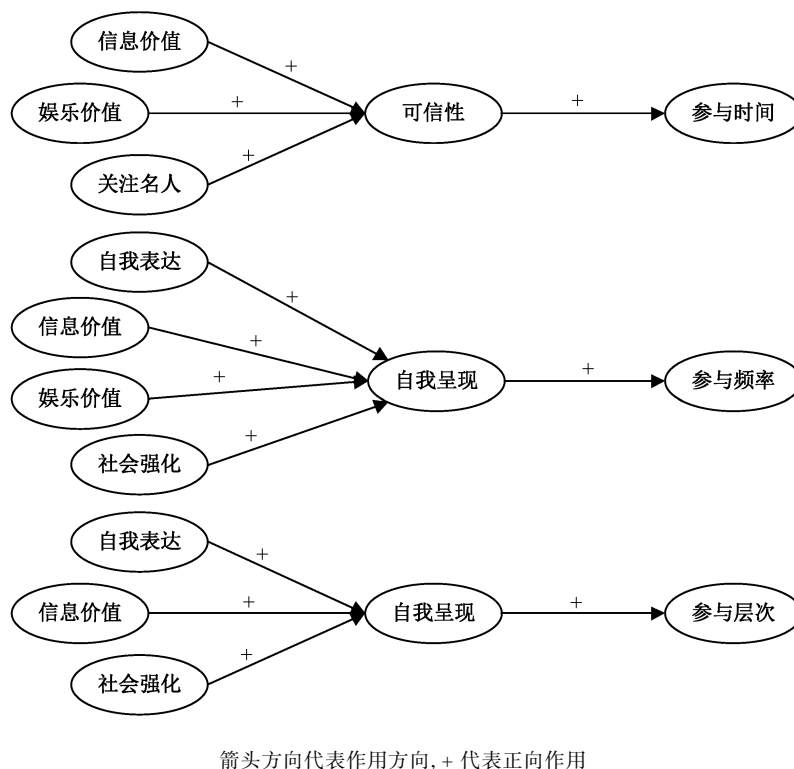 信息价值
+
娱乐价值
+
可信性
+
参与时间
关注名人
+
自我表达
+
信息价值
+
娱乐价值
+
自我呈现
+
参与频率
社会强化
+
自我表达
+
信息价值
+
自我呈现
+
参与层次
社会强化
+
箭头方向代表作用方向, + 代表正向作用